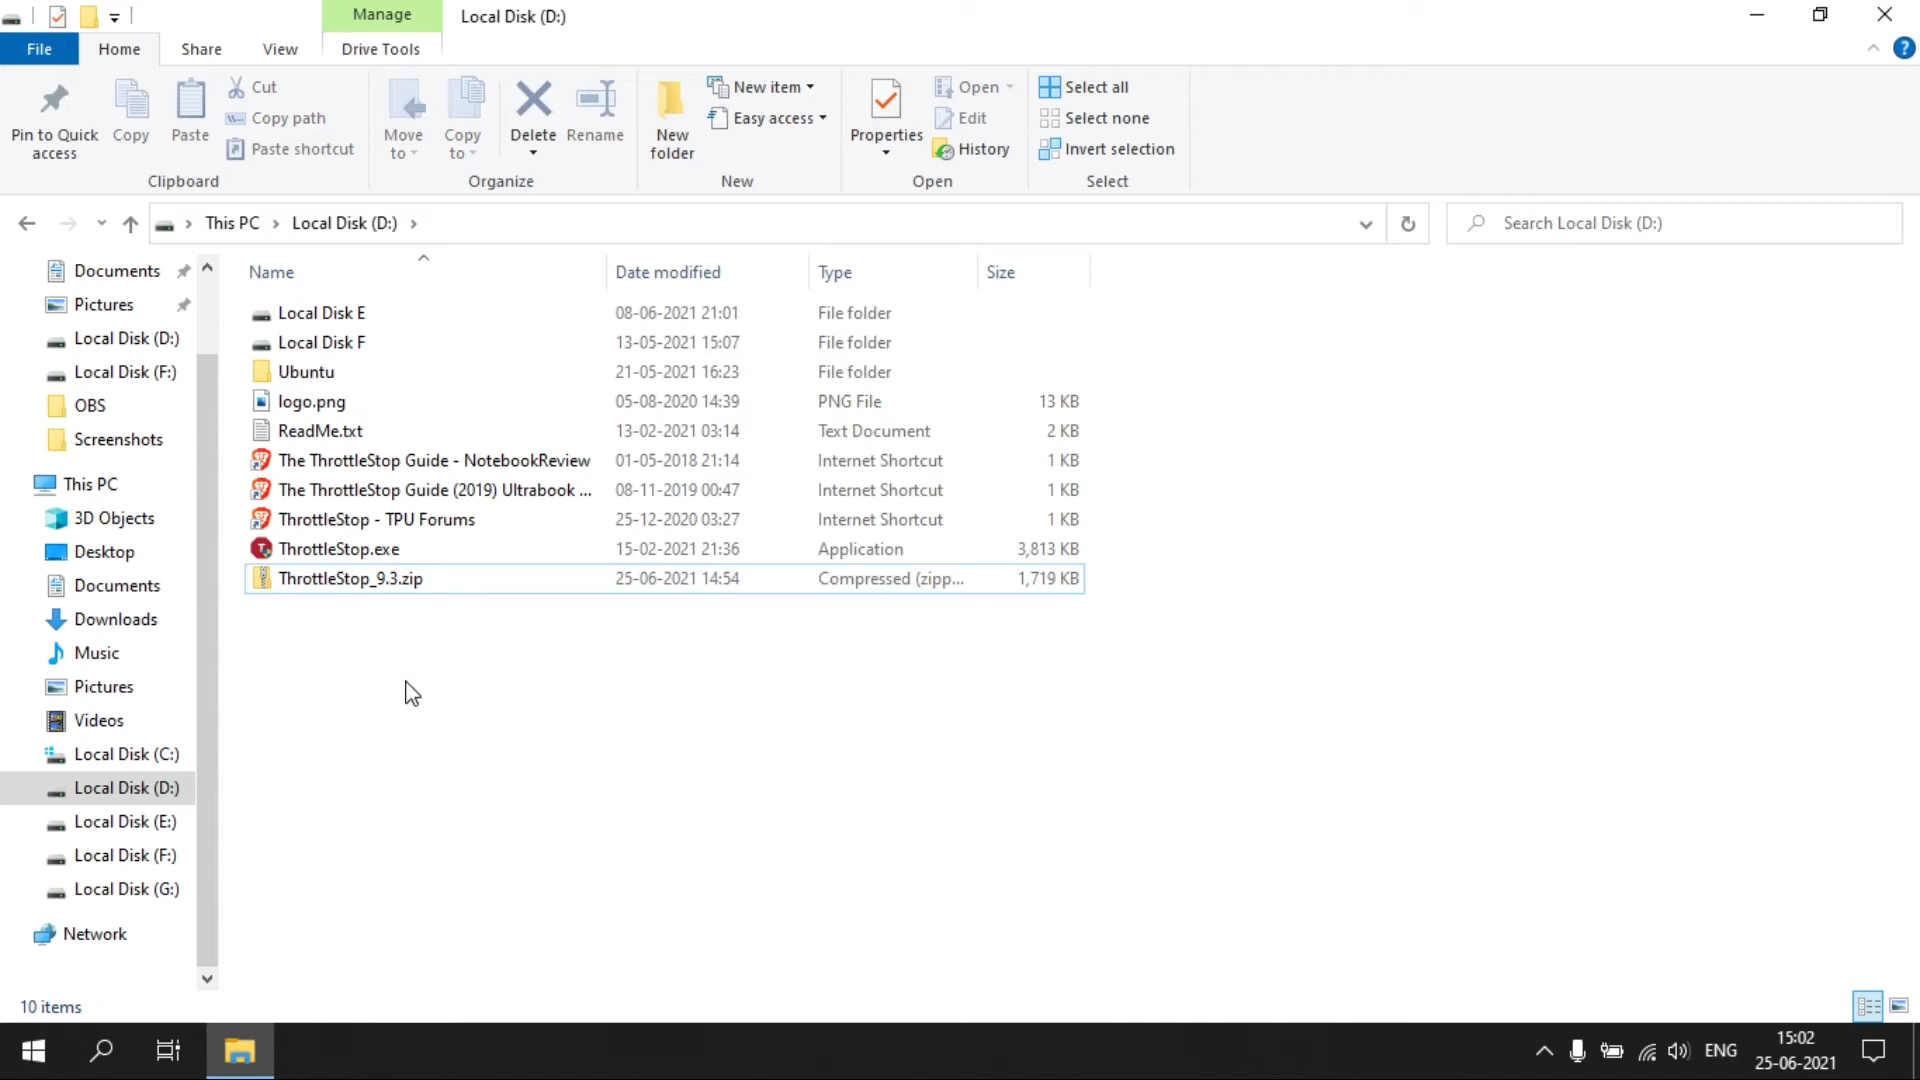 Manage
Local Disk (D:)
File
Home
Share
View
Drive Tools
Pin to Quick
access
Copy
Paste
Cut
Copy path
Paste shortcut
Clipboard
Move
to
Copy
to
Delete
Rename
Organize
New
folder
New item
Easy access
New
Properties
Open
Edit
History
Open
Select all
Select none
Invert selection
Select
This PC
Local Disk (D:)
Search Local Disk (D:)
Documents
Pictures
Local Disk (D:)
Local Disk (F:)
OBS
Screenshots
This PC
3D Objects
Desktop
Documents
Downloads
Music
Pictures
Videos
Local Disk (C:)
Local Disk (D:)
Local Disk (E:)
Local Disk (F:)
Local Disk (G:)
Network
Name Date modified Type Size
Local Disk E 08-06-2021 21:01 File folder
Local Disk F 13-05-2021 15:07 File folder
Ubuntu 21-05-2021 16:23 File folder
logo.png 05-08-2020 14:39 PNG File 13 KB
ReadMe.txt 13-02-2021 03:14 Text Document 2 KB
The ThrottleStop Guide - NotebookReview 01-05-2018 21:14 Internet Shortcut 1 KB
The ThrottleStop Guide (2019) Ultrabook ... 08-11-2019 00:47 Internet Shortcut 1 KB
ThrottleStop - TPU Forums 25-12-2020 03:27 Internet Shortcut 1 KB
ThrottleStop.exe 15-02-2021 21:36 Application 3,813 KB
ThrottleStop_9.3.zip 25-06-2021 14:54 Compressed (zipp... 1,719 KB
10 items
ENG
15:02
25-06-2021